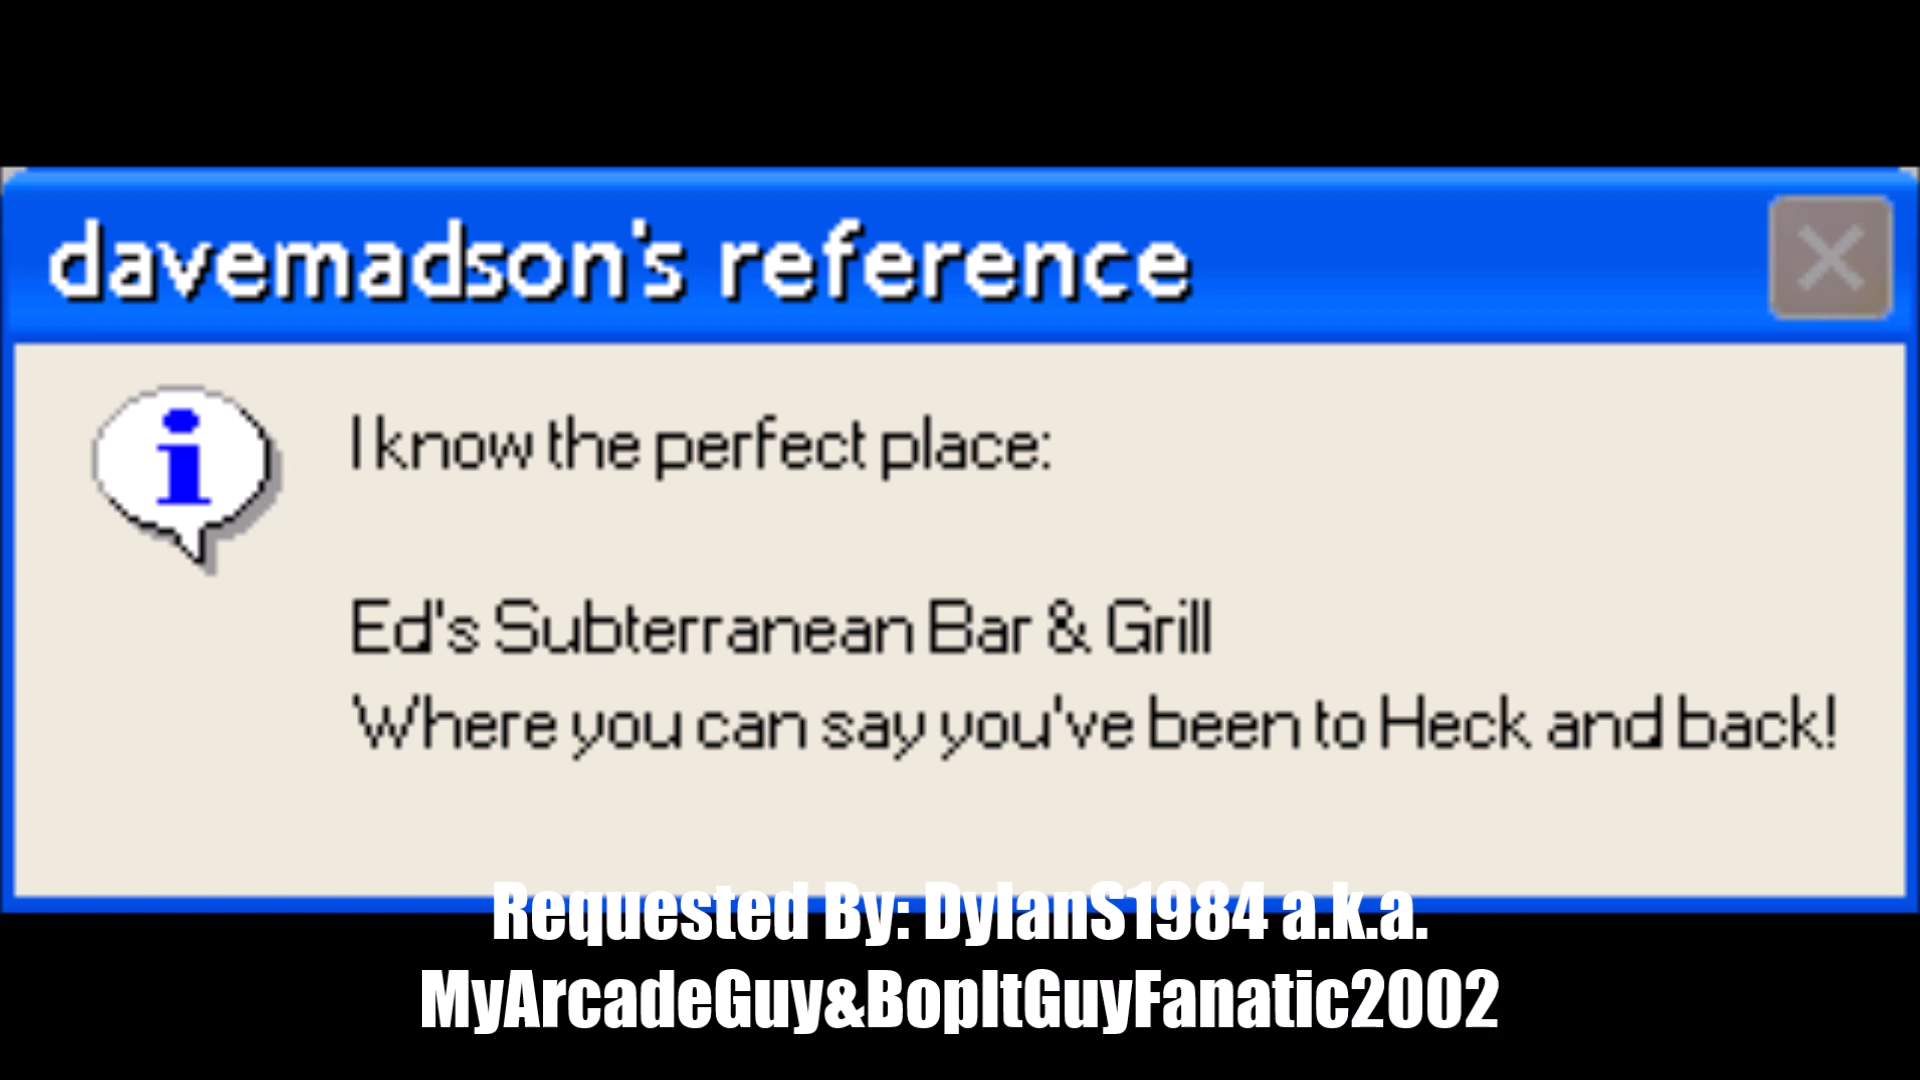 davemadson's reference
I know the perfect place:
Ed's Subterranean Bar & Grill
Where you can say you've been to Heck and back!
Requested By: DylanS1984 a.k.a.
MyArcadeGuy&BopItGuyFanatic2002